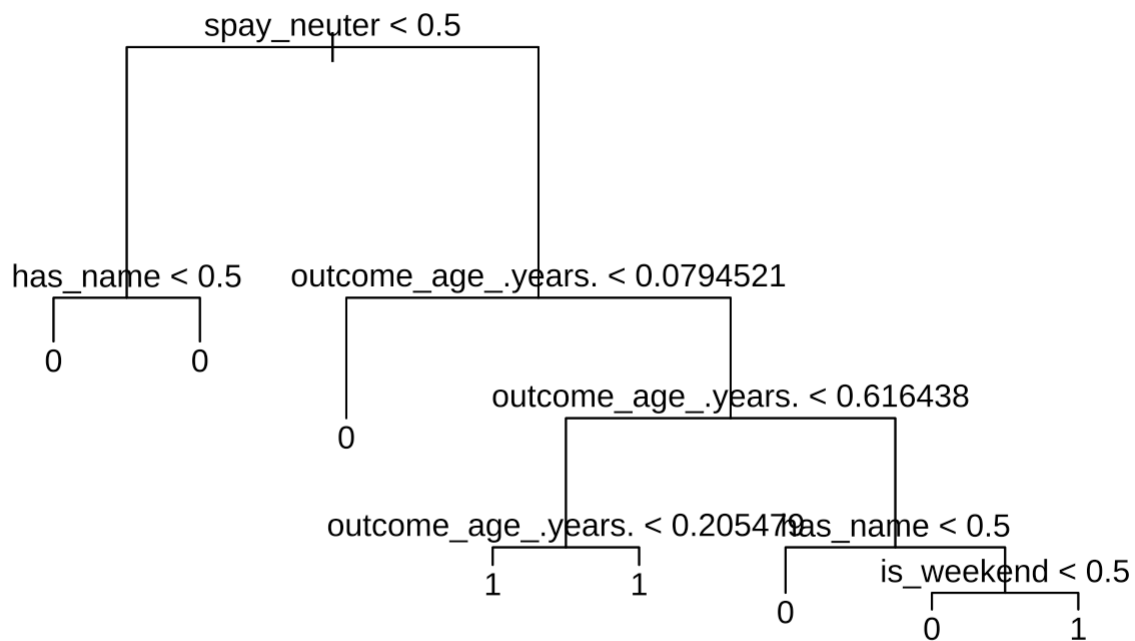 spay_neuter < 0.5
has_name < 0.5
outcome_age_.years. < 0.0794521
0
0
outcome_age_.years. < 0.616438
0
outcome_age_.years. < 0.205479
has_name < 0.5
1
1
is_weekend < 0.5
0
0
1